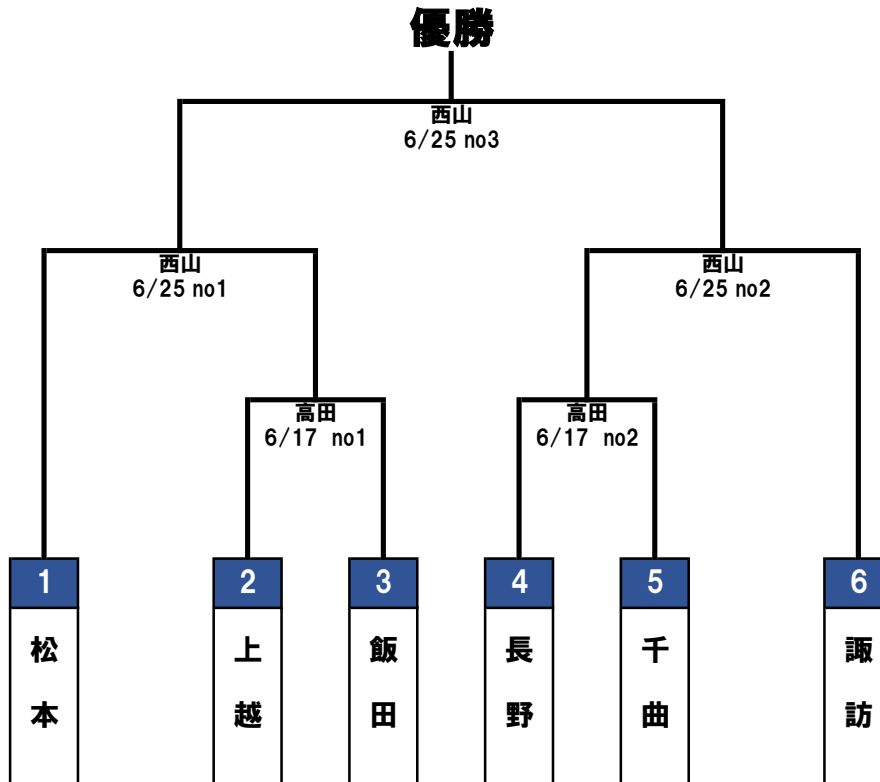 優勝
西山
6/25 no3
西山
6/25 no1
西山
6/25 no2
高田
6/17 no1
高田
6/17 no2
1
2
3
4
5
6
松本
上越
飯田
長野
千曲
諏訪